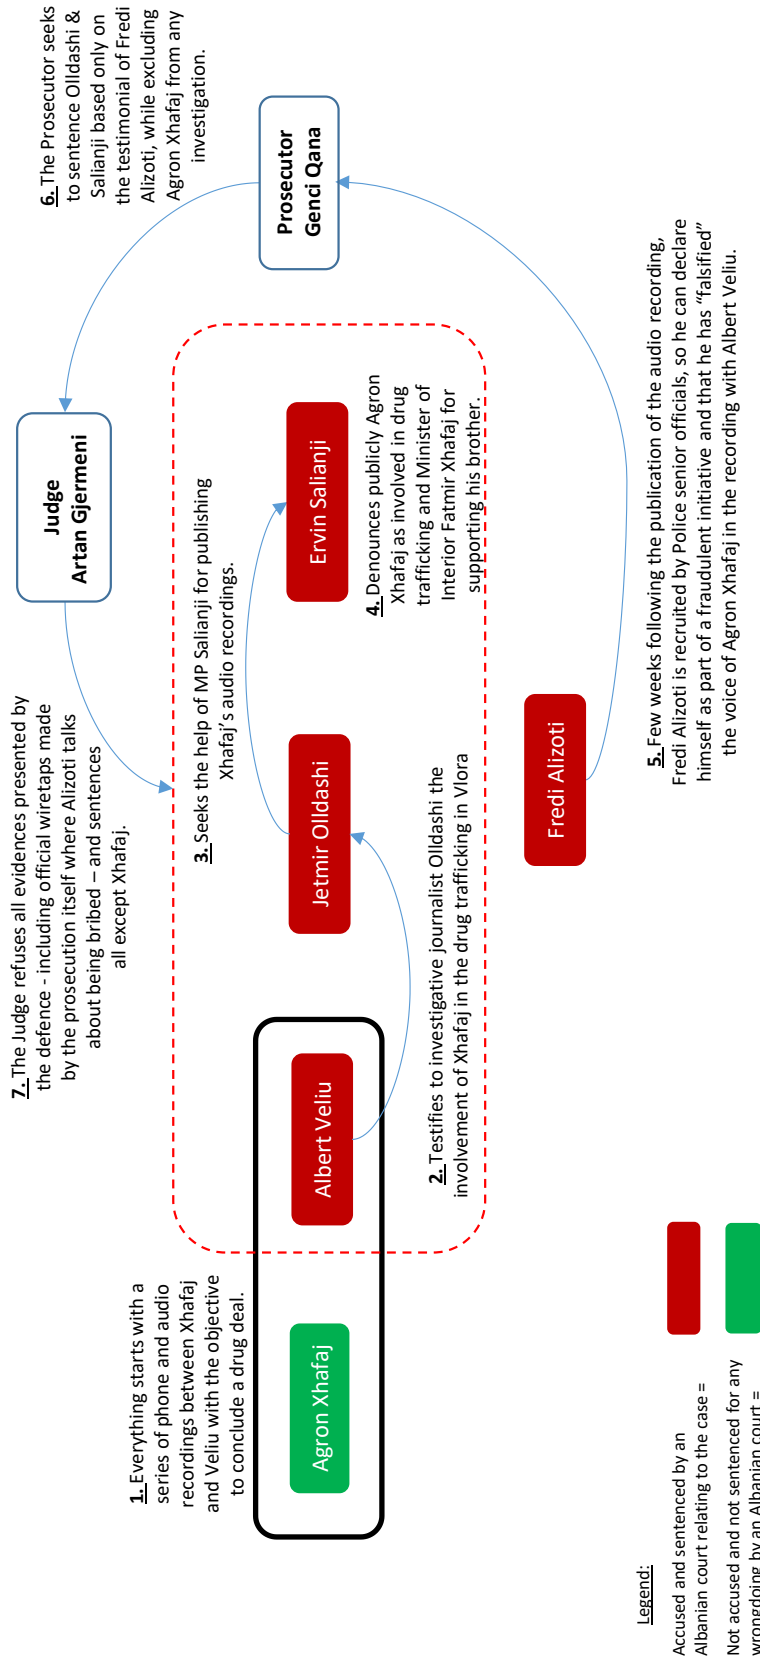 1. Everything starts with a
series of phone and audio
recordings between Xhafaj
and Veliu with the objective
to conclude a drug deal.
Agron Xhafaj
Albert Veliu
2. Testifies to investigative journalist Olldashi the
involvement of Xhafaj in the drug trafficking in Vlora
Jetmir Olldashi
3. Seeks the help of MP Salianji for publishing
Xhafaj’s audio recordings.
Ervin Salianji
4. Denounces publicly Agron
Xhafaj as involved in drug
trafficking and Minister of
Interior Fatmir Xhafaj for
supporting his brother.
Fredi Alizoti
5. Few weeks following the publication of the audio recording,
Fredi Alizoti is recruited by Police senior officials, so he can declare
himself as part of a fraudulent initiative and that he has “falsified”
the voice of Agron Xhafaj in the recording with Albert Veliu.
Prosecutor
Genci Qana
6. The Prosecutor seeks
to sentence Olldashi &
Salianji based only on
the testimonial of Fredi
Alizoti, while excluding
Agron Xhafaj from any
investigation.
Judge
Artan Gjermeni
7. The Judge refuses all evidences presented by
the defence - including official wiretaps made
by the prosecution itself where Alizoti talks
about being bribed – and sentences
all except Xhafaj.
Legend:
Accused and sentenced by an
Albanian court relating to the case =
Not accused and not sentenced for any
wrongdoing by an Albanian court =